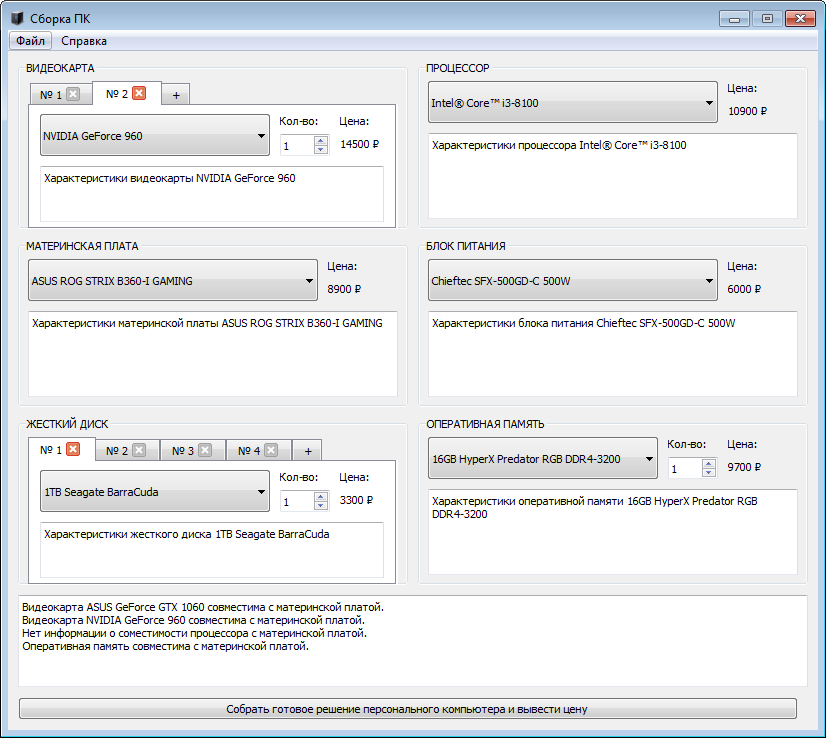 Сборка ПК
Файл Справка
ВИДЕОКАРТА
№ 1 № 2 +
NVIDIA GeForce 960
Кол-во: Цена:
1 14500 ₽
Характеристики видеокарты NVIDIA GeForce 960
ПРОЦЕССОР
Intel® Core™ i3-8100
Цена:
10900 ₽
Характеристики процессора Intel® Core™ i3-8100
МАТЕРИНСКАЯ ПЛАТА
ASUS ROG STRIX B360-I GAMING
Цена:
8900 ₽
Характеристики материнской платы ASUS ROG STRIX B360-I GAMING
БЛОК ПИТАНИЯ
Chieftec SFX-500GD-C 500W
Цена:
6000 ₽
Характеристики блока питания Chieftec SFX-500GD-C 500W
ЖЕСТКИЙ ДИСК
№ 1 № 2 № 3 № 4 +
1TB Seagate BarraCuda
Кол-во: Цена:
1 3300 ₽
Характеристики жесткого диска 1TB Seagate BarraCuda
ОПЕРАТИВНАЯ ПАМЯТЬ
16GB HyperX Predator RGB DDR4-3200
Кол-во: Цена:
1 9700 ₽
Характеристики оперативной памяти 16GB HyperX Predator RGB
DDR4-3200
Видеокарта ASUS GeForce GTX 1060 совместима с материнской платой.
Видеокарта NVIDIA GeForce 960 совместима с материнской платой.
Нет информации о соместимости процессора с материнской платой.
Оперативная память совместима с материнской платой.
Собрать готовое решение персонального компьютера и вывести цену